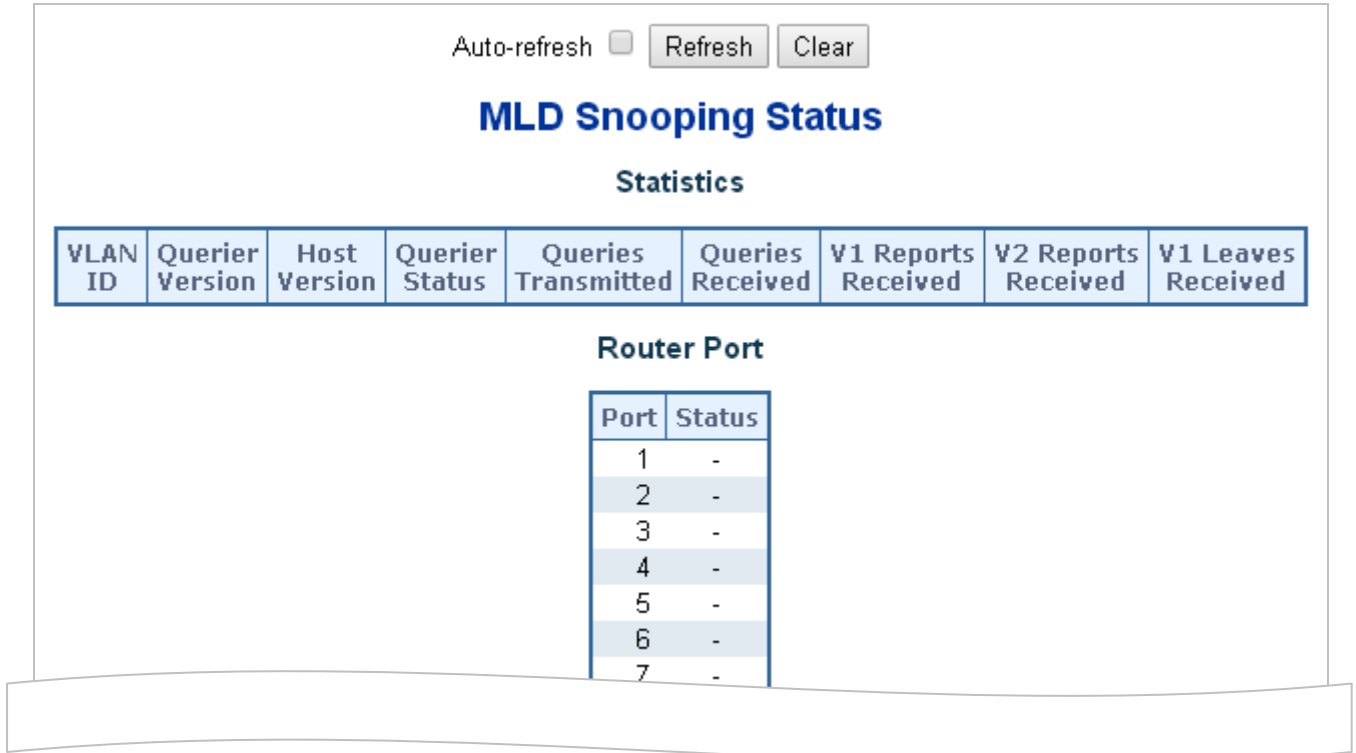 Auto-refresh Refresh Clear
MLD Snooping Status
Statistics
VLAN ID Querier Version Host Version Querier Status Queries Transmitted Queries Received V1 Reports Received V2 Reports Received V1 Leaves Received
Router Port
Port Status
1 -
2 -
3 -
4 -
5 -
6 -
7 -